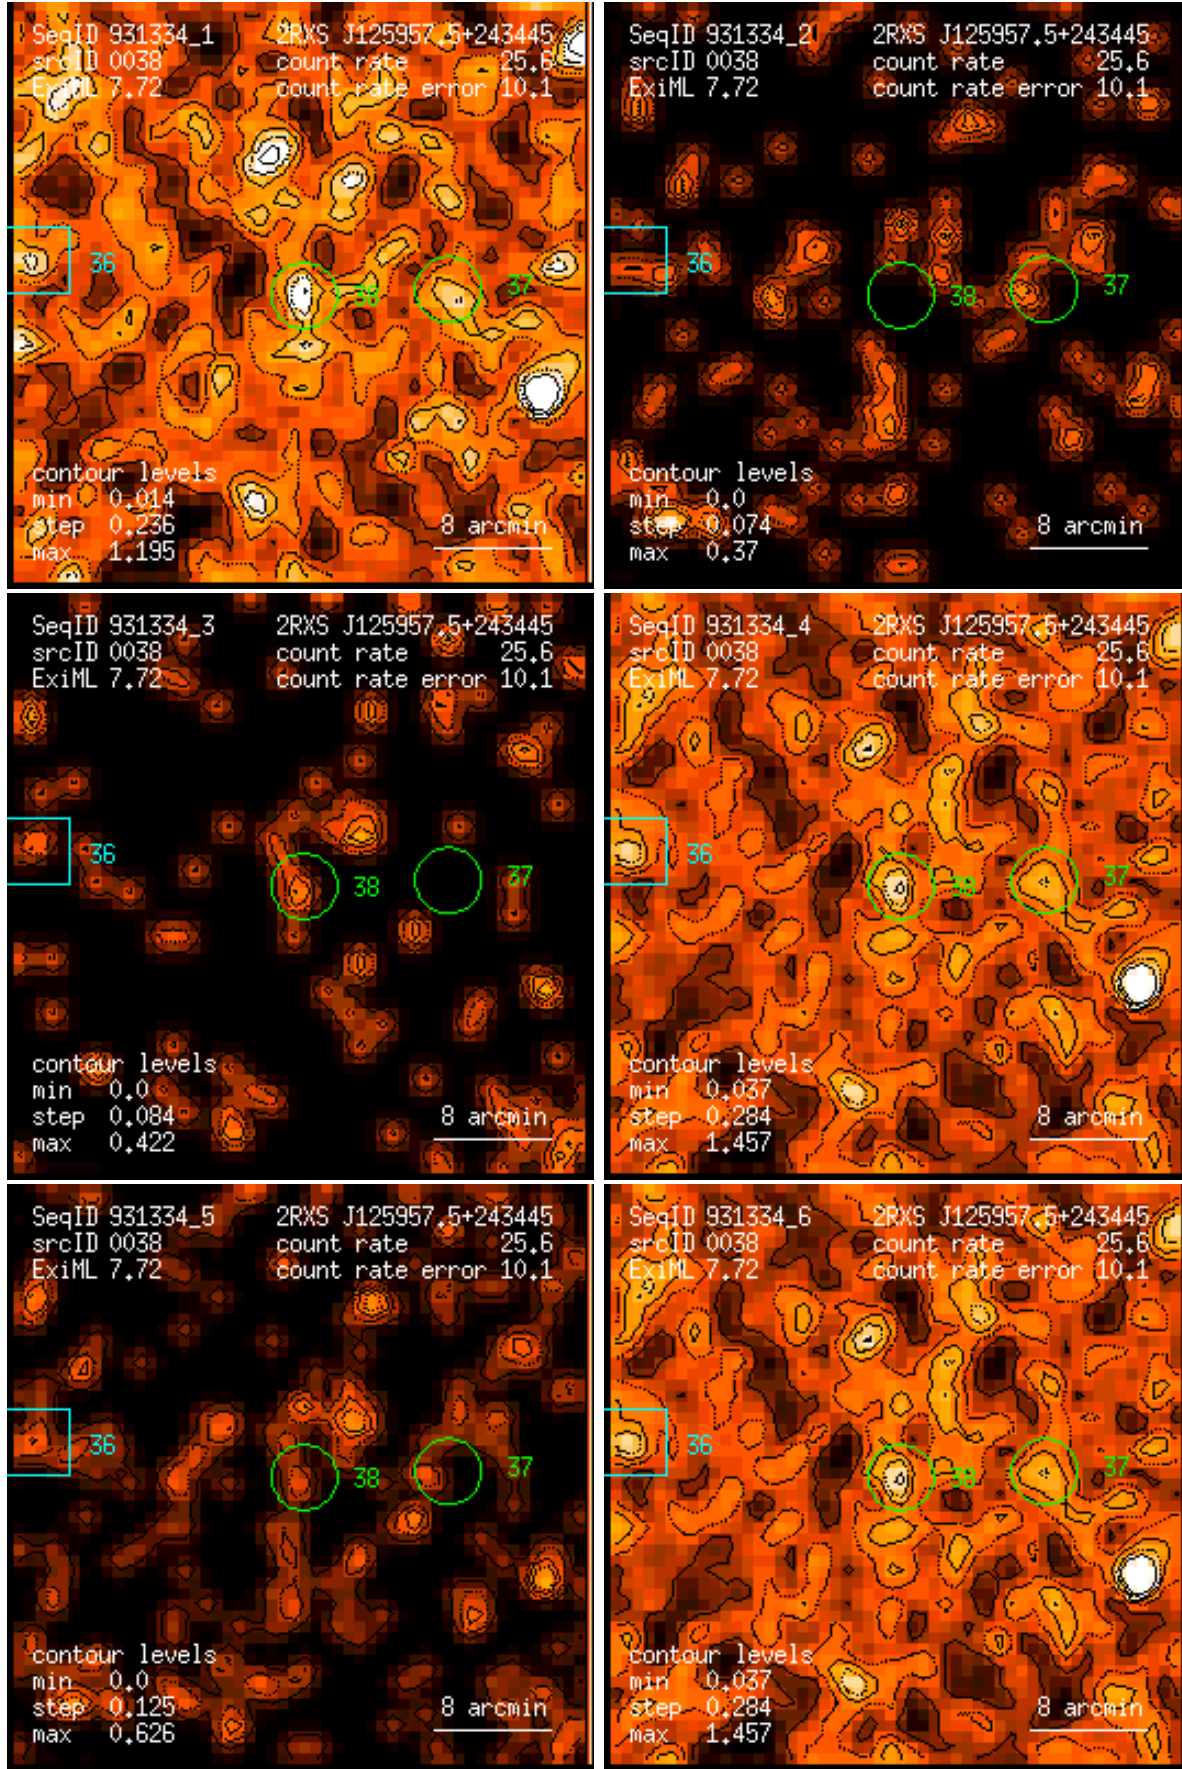 SeqID 931334_1 2RXS J125957.5+243445
srcID 0038 count rate 25.6
ExiML 7.72 count rate error 10.1
36
38
37
contour levels
min 0.014
step 0.236
max 1.195
8 arcmin
SeqID 931334_2 2RXS J125957.5+243445
srcID 0038 count rate 25.6
ExiML 7.72 count rate error 10.1
36
38
37
contour levels
min 0.0
step 0.074
max 0.37
8 arcmin
SeqID 931334_3 2RXS J125957.5+243445
srcID 0038 count rate 25.6
ExiML 7.72 count rate error 10.1
36
38
37
contour levels
min 0.0
step 0.084
max 0.422
8 arcmin
SeqID 931334_4 2RXS J125957.5+243445
srcID 0038 count rate 25.6
ExiML 7.72 count rate error 10.1
36
38
37
contour levels
min 0.037
step 0.284
max 1.457
8 arcmin
SeqID 931334_5 2RXS J125957.5+243445
srcID 0038 count rate 25.6
ExiML 7.72 count rate error 10.1
36
38
37
contour levels
min 0.0
step 0.125
max 0.626
8 arcmin
SeqID 931334_6 2RXS J125957.5+243445
srcID 0038 count rate 25.6
ExiML 7.72 count rate error 10.1
36
38
37
contour levels
min 0.037
step 0.284
max 1.457
8 arcmin